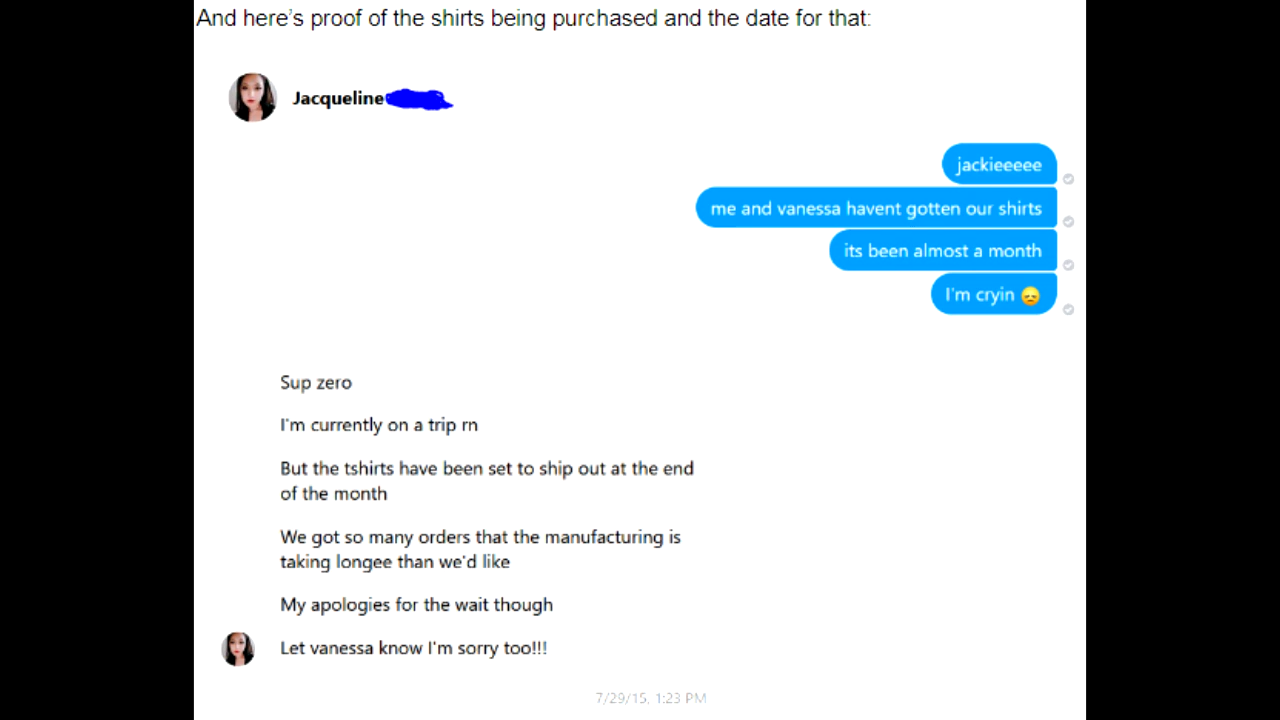 And here's proof of the shirts being purchased and the date for that:
Jacqueline
jackieeeee
me and vanessa havent gotten our shirts
its been almost a month
I'm cryin 😞
Sup zero
I'm currently on a trip rn
But the tshirts have been set to ship out at the end
of the month
We got so many orders that the manufacturing is
taking longee than we'd like
My apologies for the wait though
Let vanessa know I'm sorry too!!!
7/29/15, 1:23 PM